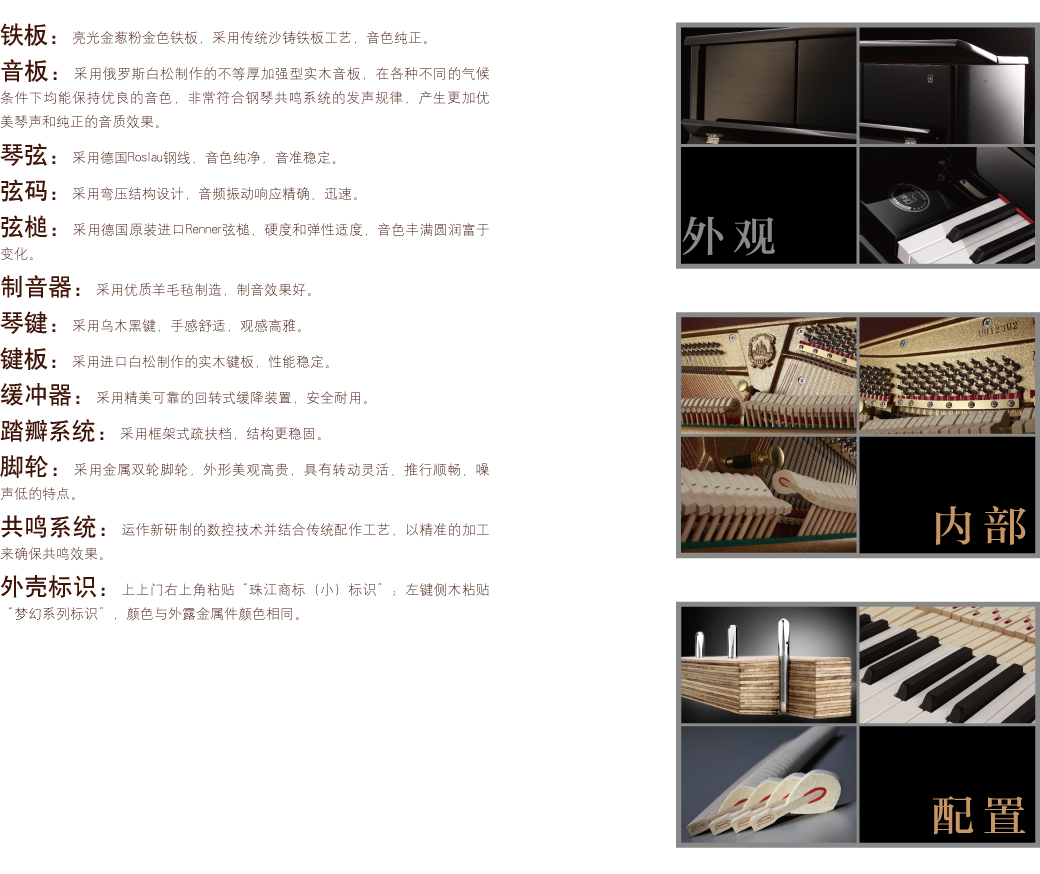 铁板：亮光金葱粉金色铁板，采用传统沙铸铁板工艺，音色纯正。
音板：采用俄罗斯白松制作的不等厚加强型实木音板，在各种不同的气候
条件下均能保持优良的音色，非常符合钢琴共鸣系统的发声规律，产生更加优
美琴声和纯正的音质效果。
琴弦：采用德国Roslau钢线，音色纯净，音准稳定。
弦码：采用弯压结构设计，音频振动响应精确、迅速。
弦槌：采用德国原装进口Renner弦槌，硬度和弹性适度，音色丰满圆润富于
变化。
制音器：采用优质羊毛毡制造，制音效果好。
琴键：采用乌木黑键，手感舒适，观感高雅。
键板：采用进口白松制作的实木键板，性能稳定。
缓冲器：采用精美可靠的回转式缓降装置，安全耐用。
踏瓣系统：采用框架式疏扶档，结构更稳固。
脚轮：采用金属双轮脚轮，外形美观高贵，具有转动灵活、推行顺畅，噪
声低的特点。
共鸣系统：运作新研制的数控技术并结合传统配作工艺，以精准的加工
来确保共鸣效果。
外壳标识：上上门右上角粘贴“珠江商标（小）标识”；左键侧木粘贴
“梦幻系列标识”，颜色与外露金属件颜色相同。
外观
内部
配置